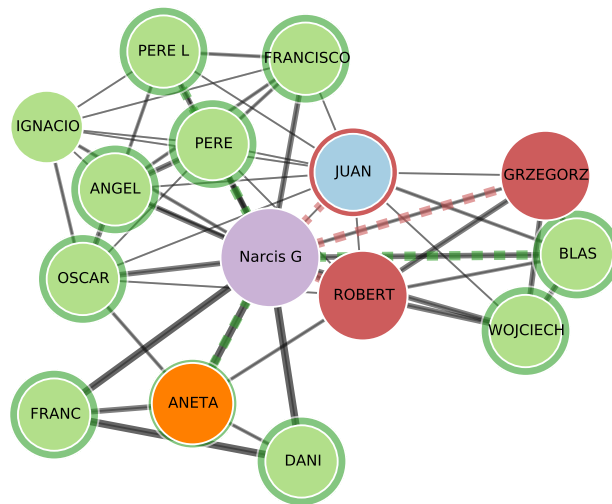 PERE L
FRANCISCO
IGNACIO
PERE
JUAN
GRZEGORZ
ANGEL
Narcis G
BLAS
OSCAR
ROBERT
WOJCIECH
ANETA
FRANC
DANI